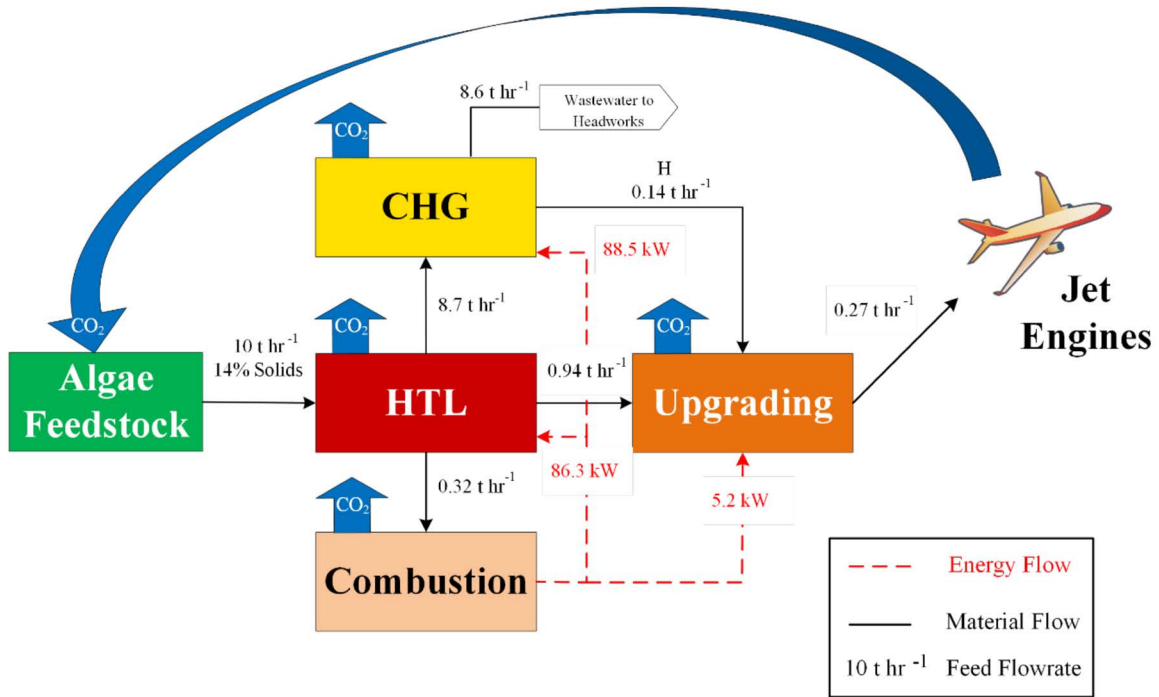 8.6 t hr⁻¹
Wastewater to
Headworks
CO₂
CHG
H
0.14 t hr⁻¹
88.5 kW
8.7 t hr⁻¹
Jet
Engines
0.27 t hr⁻¹
CO₂
CO₂
CO₂
Algae
Feedstock
10 t hr⁻¹
14% Solids
HTL
0.94 t hr⁻¹
Upgrading
86.3 kW
0.32 t hr⁻¹
5.2 kW
CO₂
Combustion
Energy Flow
Material Flow
10 t hr ⁻¹ Feed Flowrate